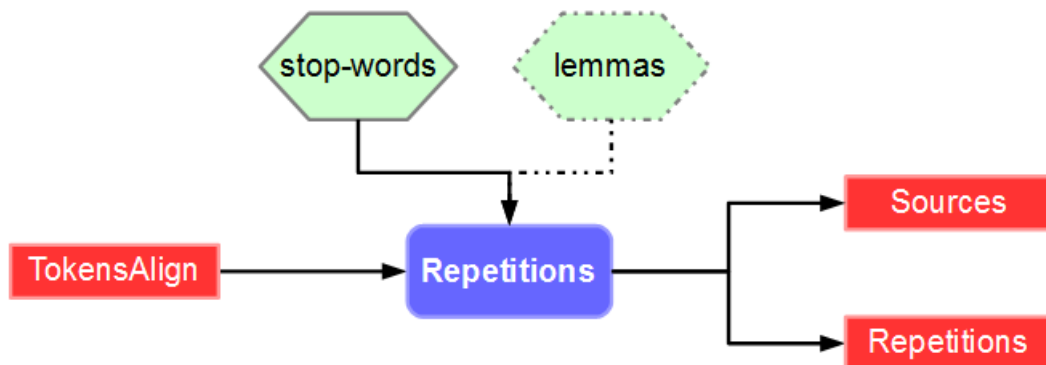 stop-words
lemmas
Sources
TokensAlign
Repetitions
Repetitions